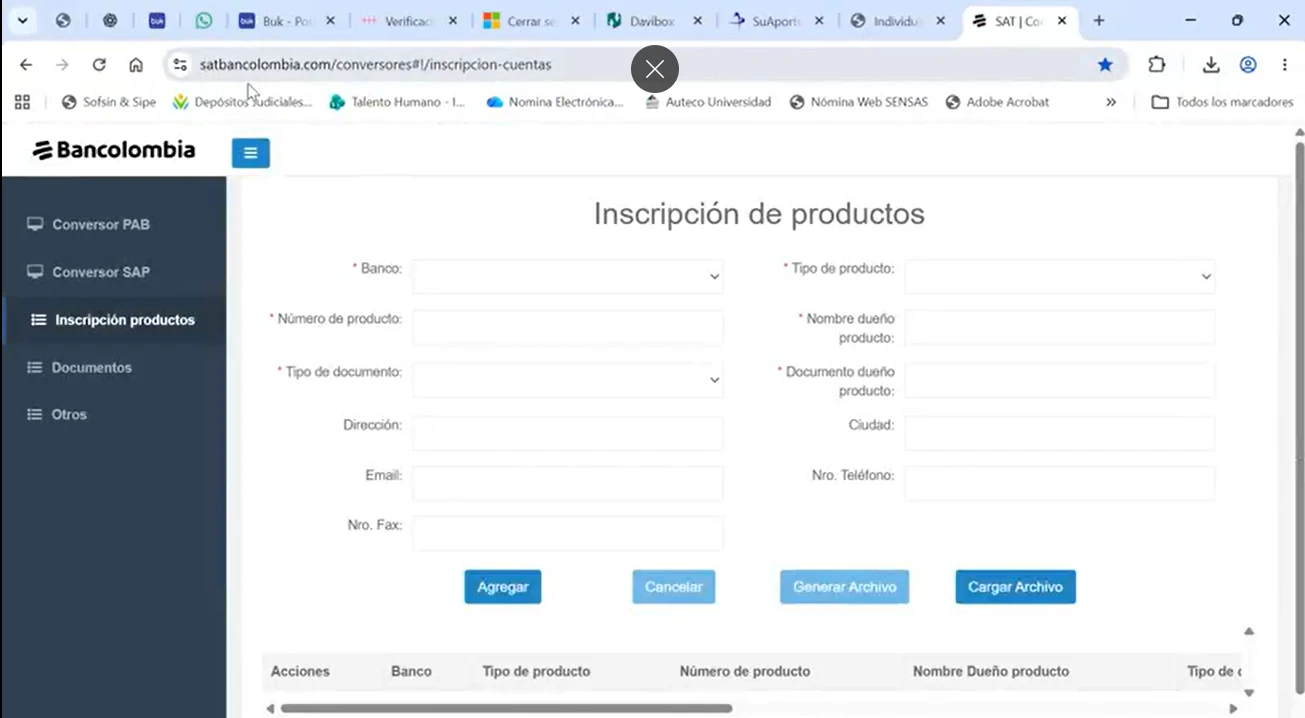 Buk - Po
Verificaci
Cerrar se
Davibox
SuAporte
Individu
SAT | Co
satbancolombia.com/conversores#!/inscripcion-cuentas
Sofsin & Sipe
Depósitos Judiciales...
Talento Humano - I...
Nomina Electrónica...
Auteco Universidad
Nómina Web SENSAS
Adobe Acrobat
»
Todos los marcadores
Bancolombia
Conversor PAB
Conversor SAP
Inscripción productos
Documentos
Otros
Inscripción de productos
* Banco:
* Tipo de producto:
* Número de producto:
* Nombre dueño
producto:
* Tipo de documento:
* Documento dueño
producto:
Dirección:
Ciudad:
Email:
Nro. Teléfono:
Nro. Fax:
Agregar
Cancelar
Generar Archivo
Cargar Archivo
Acciones Banco Tipo de producto Número de producto Nombre Dueño producto Tipo de